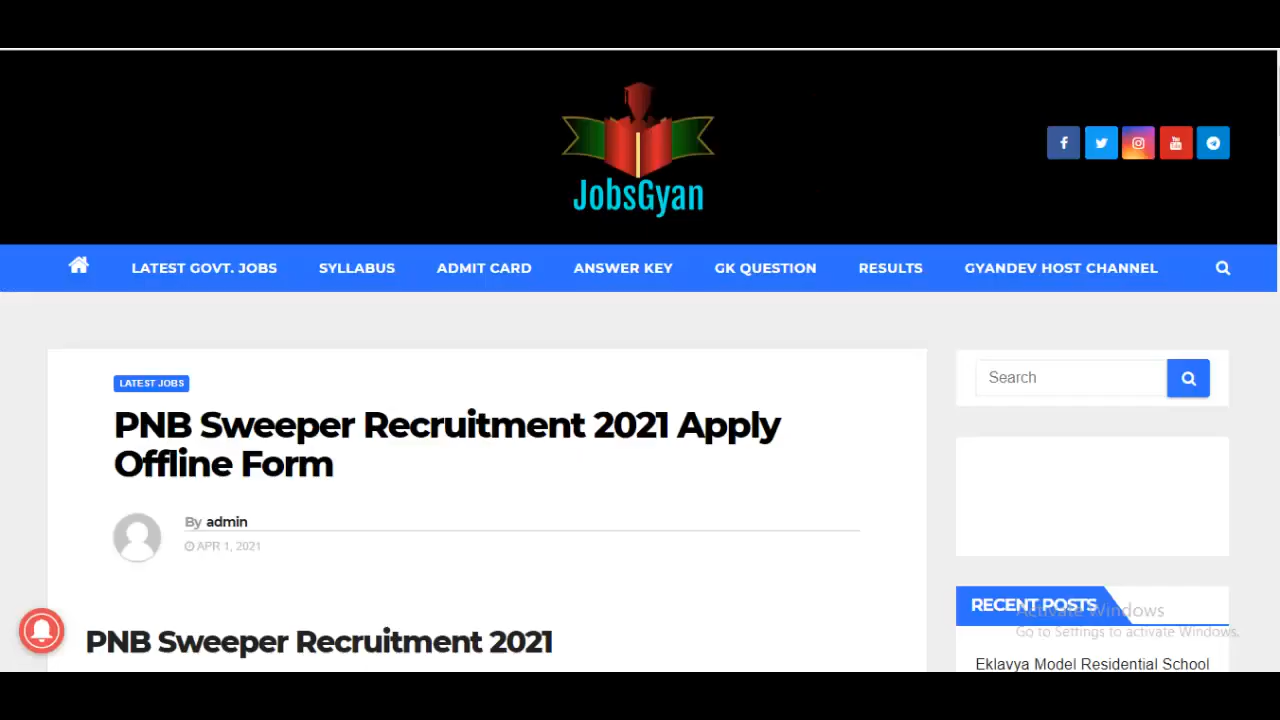 JobsGyan
LATEST GOVT. JOBS SYLLABUS ADMIT CARD ANSWER KEY GK QUESTION RESULTS GYANDEV HOST CHANNEL
LATEST JOBS
PNB Sweeper Recruitment 2021 Apply
Offline Form
By admin
APR 1, 2021
PNB Sweeper Recruitment 2021
Search
RECENT POSTS
Activate Windows
Go to Settings to activate Windows.
Eklavya Model Residential School